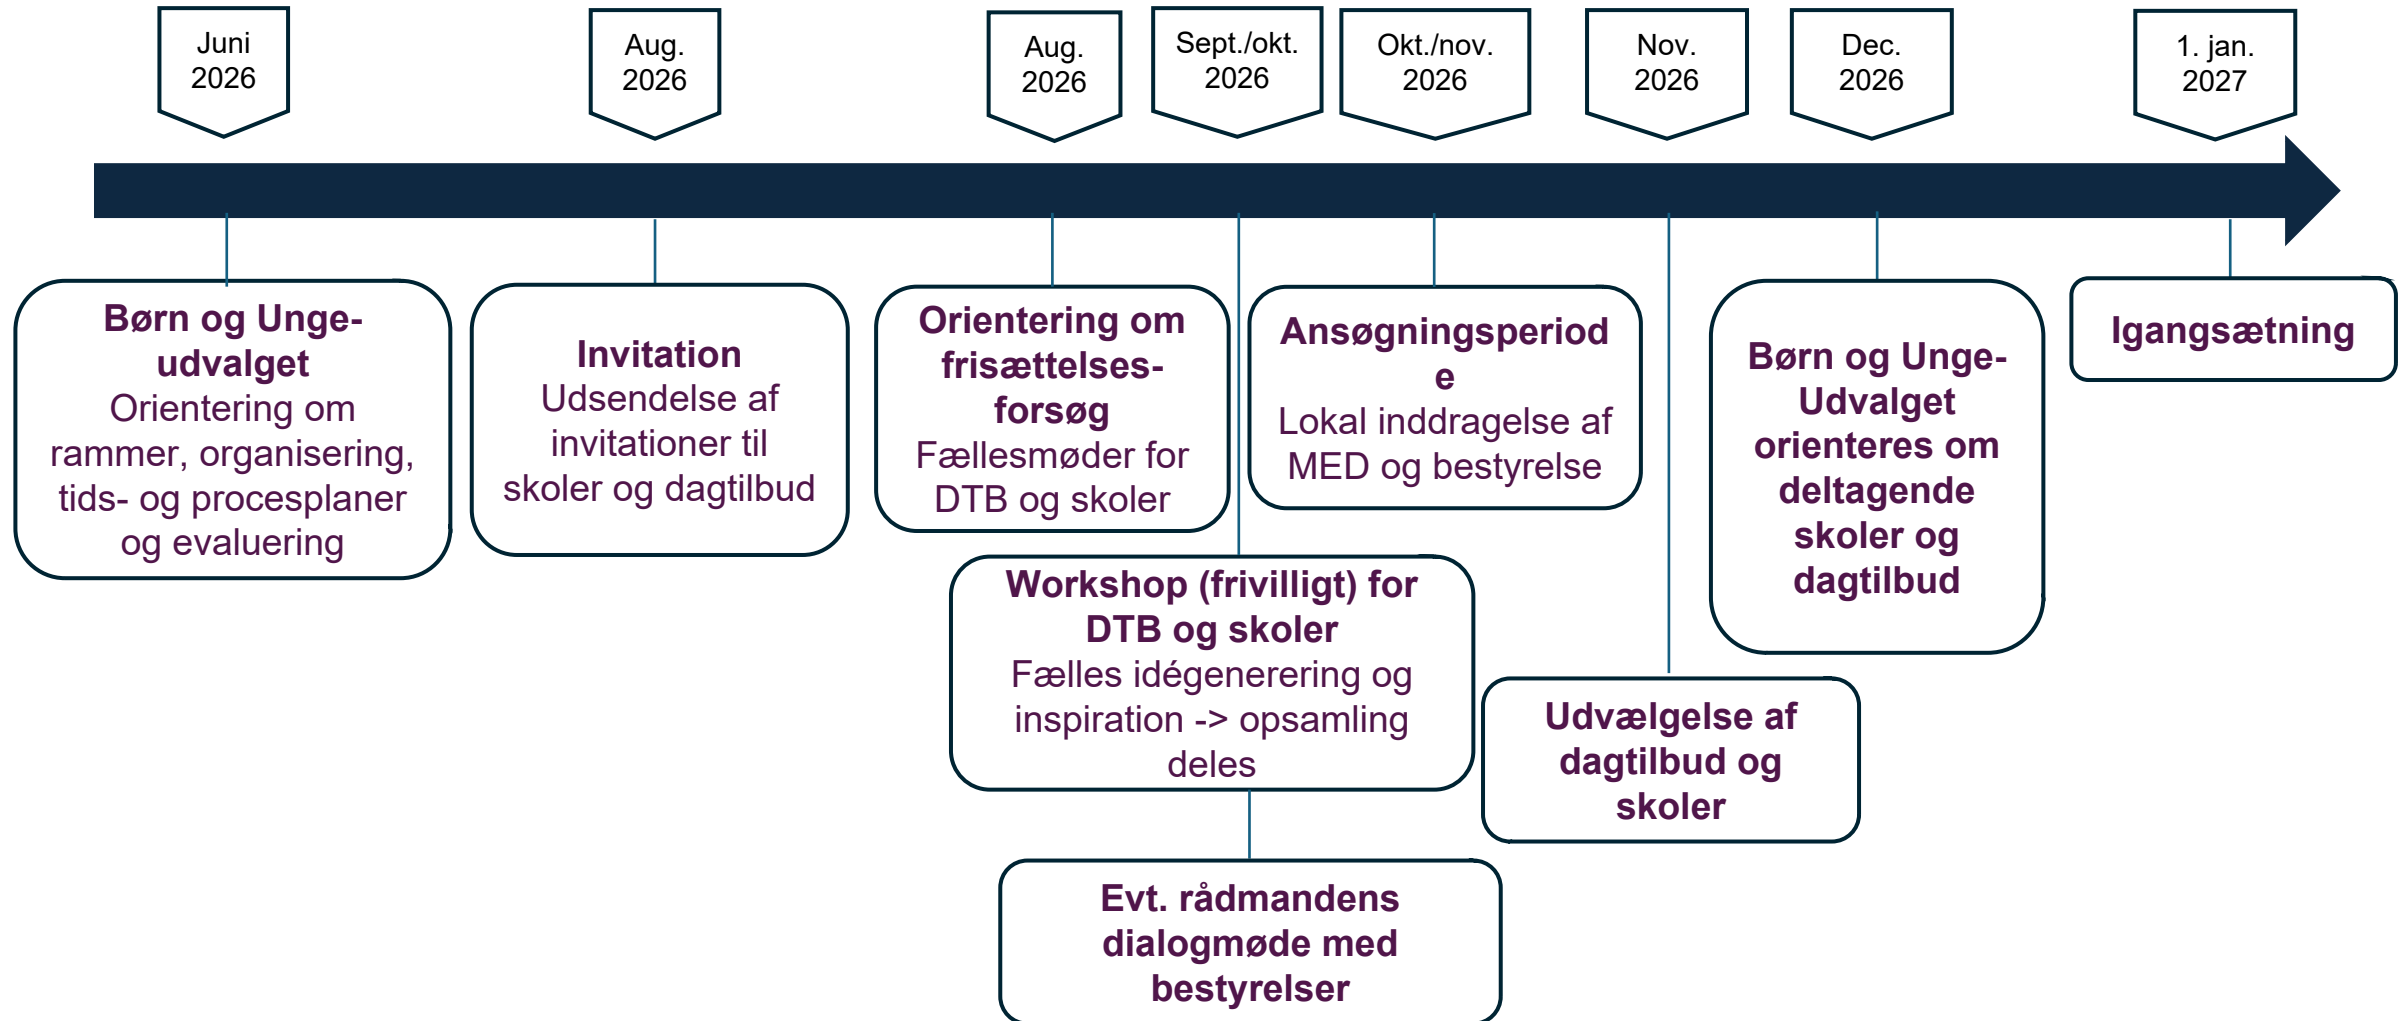 Juni
2026
Aug.
2026
Aug.
2026
Sept./okt.
2026
Okt./nov.
2026
Nov.
2026
Dec.
2026
1. jan.
2027
Børn og Unge-
udvalget
Orientering om
rammer, organisering,
tids- og procesplaner
og evaluering
Invitation
Udsendelse af
invitationer til
skoler og dagtilbud
Orientering om
frisættelses-
forsøg
Fællesmøder for
DTB og skoler
Ansøgningsperiod
e
Lokal inddragelse af
MED og bestyrelse
Børn og Unge-
Udvalget
orienteres om
deltagende
skoler og
dagtilbud
Igangsætning
Workshop (frivilligt) for
DTB og skoler
Fælles idégenerering og
inspiration -> opsamling
deles
Udvælgelse af
dagtilbud og
skoler
Evt. rådmandens
dialogmøde med
bestyrelser